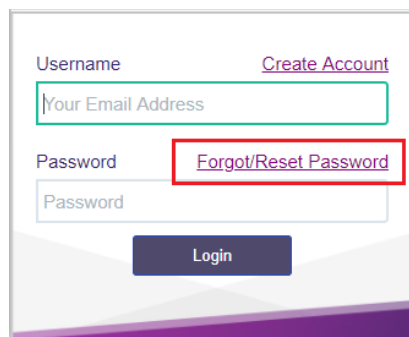 Username Create Account
Your Email Address
Password Forgot/Reset Password
Password
Login